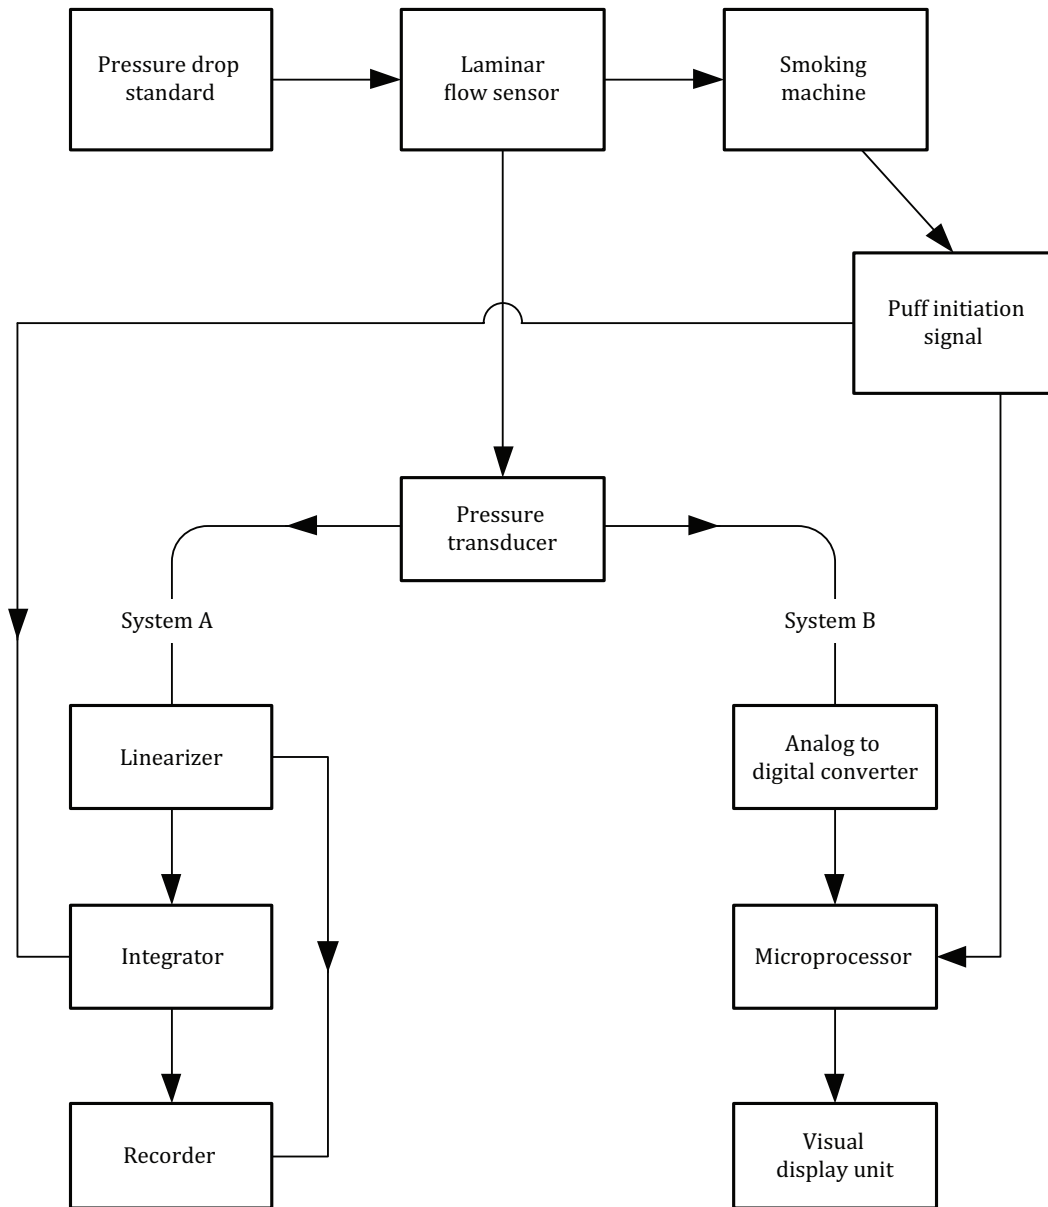 Pressure drop
standard
Laminar
flow sensor
Smoking
machine
Puff initiation
signal
Pressure
transducer
System A
System B
Linearizer
Analog to
digital converter
Integrator
Microprocessor
Recorder
Visual
display unit